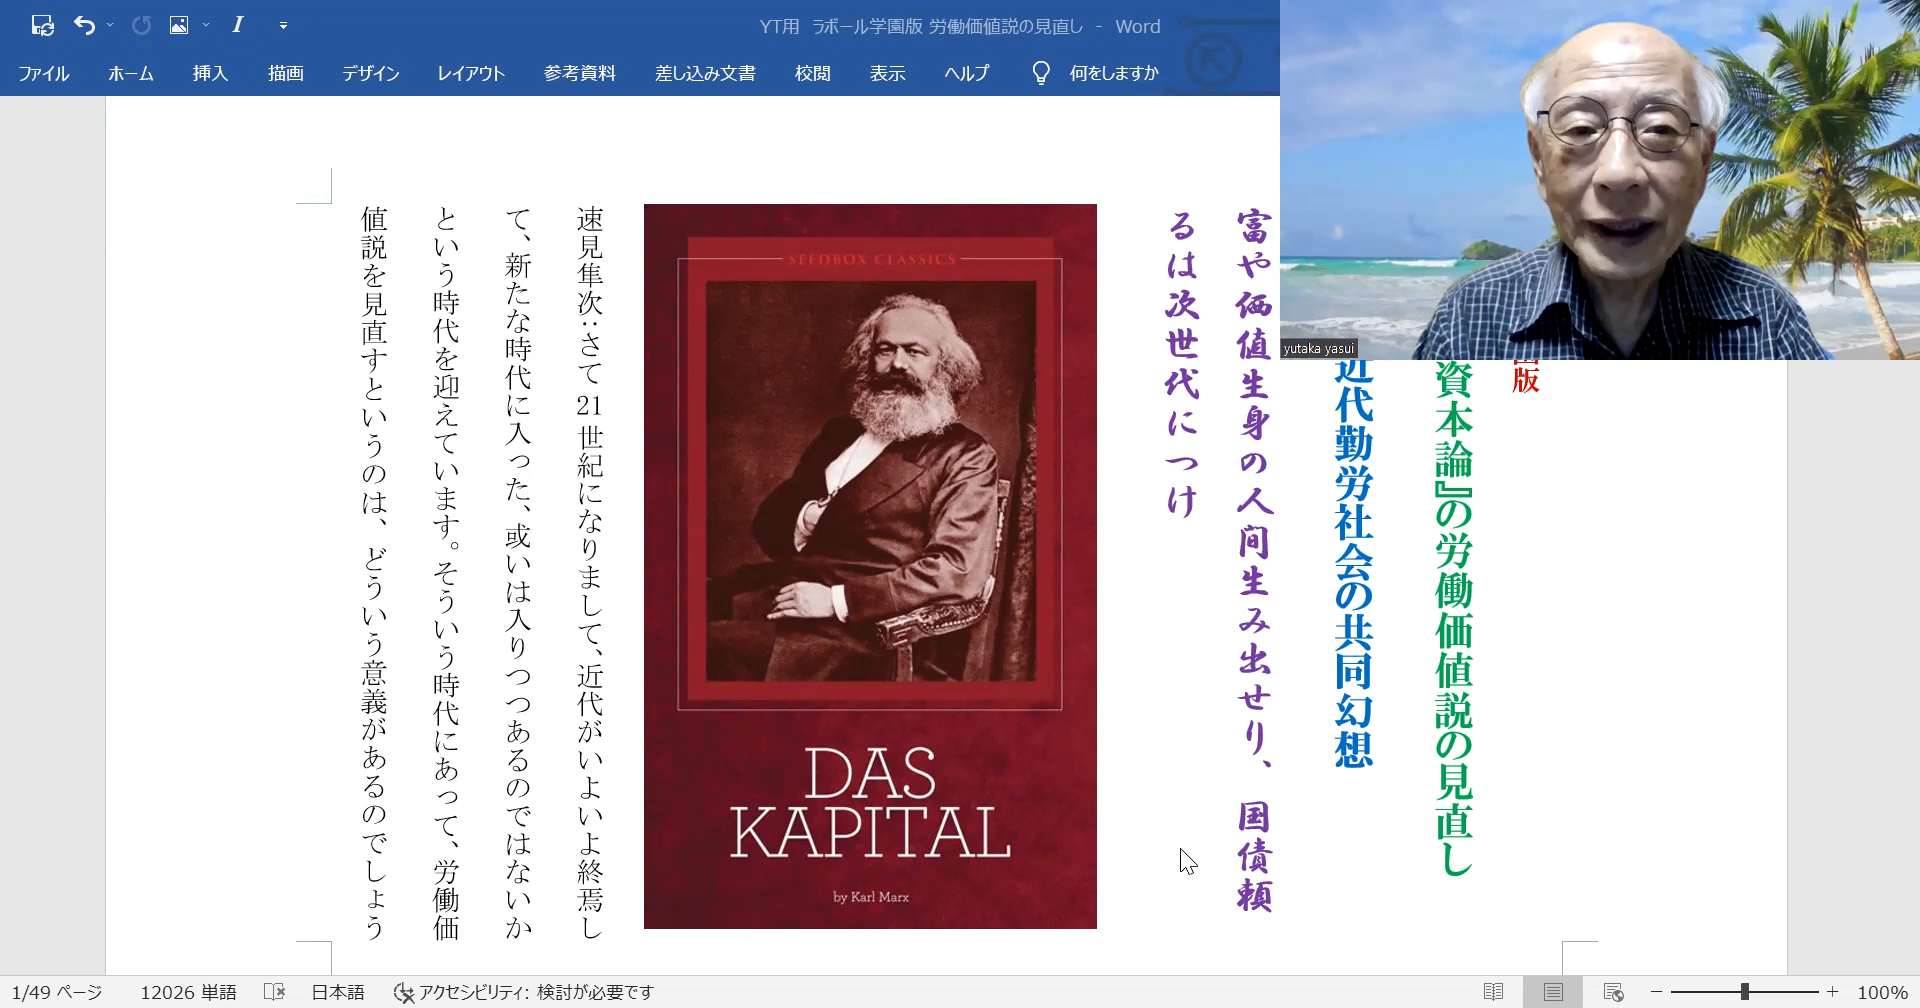 YT用 ラボール学園版 労働価値説の見直し - Word
ファイル ホーム 挿入 描画 デザイン レイアウト 参考資料 差し込み文書 校閲 表示 ヘルプ 何をしますか
yutaka yasui
版
資本論』の労働価値説の見直し
近代勤労社会の共同幻想
富や価値生身の人間生み出せり、国債頼
るは次世代につけ
SEEDBOX CLASSICS
DAS
KAPITAL
by Karl Marx
速見隼次：さて21世紀になりまして、近代がいよいよ終焉し
て、新たな時代に入った、或いは入りつつあるのではないか
という時代を迎えています。そういう時代にあって、労働価
値説を見直すというのは、どういう意義があるのでしょう
1/49 ページ 12026 単語 日本語 アクセシビリティ: 検討が必要です 100%